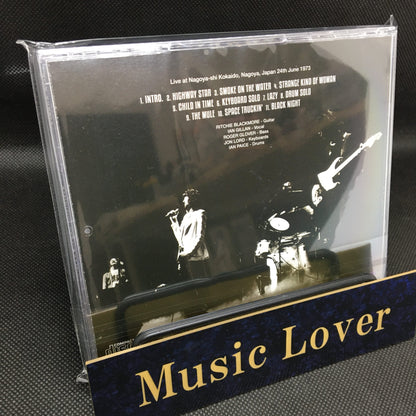 Live at Nagoya-shi Kokaido, Nagoya, Japan 24th June 1973
1. INTRO. 2. HIGHWAY STAR 3. SMOKE ON THE WATER 4. STRANGE KIND OF WOMAN
5. CHILD IN TIME 6. KEYBOARD SOLO 7. LAZY 8. DRUM SOLO
9. THE MULE 10. SPACE TRUCKIN' 11. BLACK NIGHT
RITCHIE BLACKMORE - Guitar
IAN GILLAN - Vocal
ROGER GLOVER - Bass
JON LORD - Keyboards
IAN PAICE - Drums
Music Lover